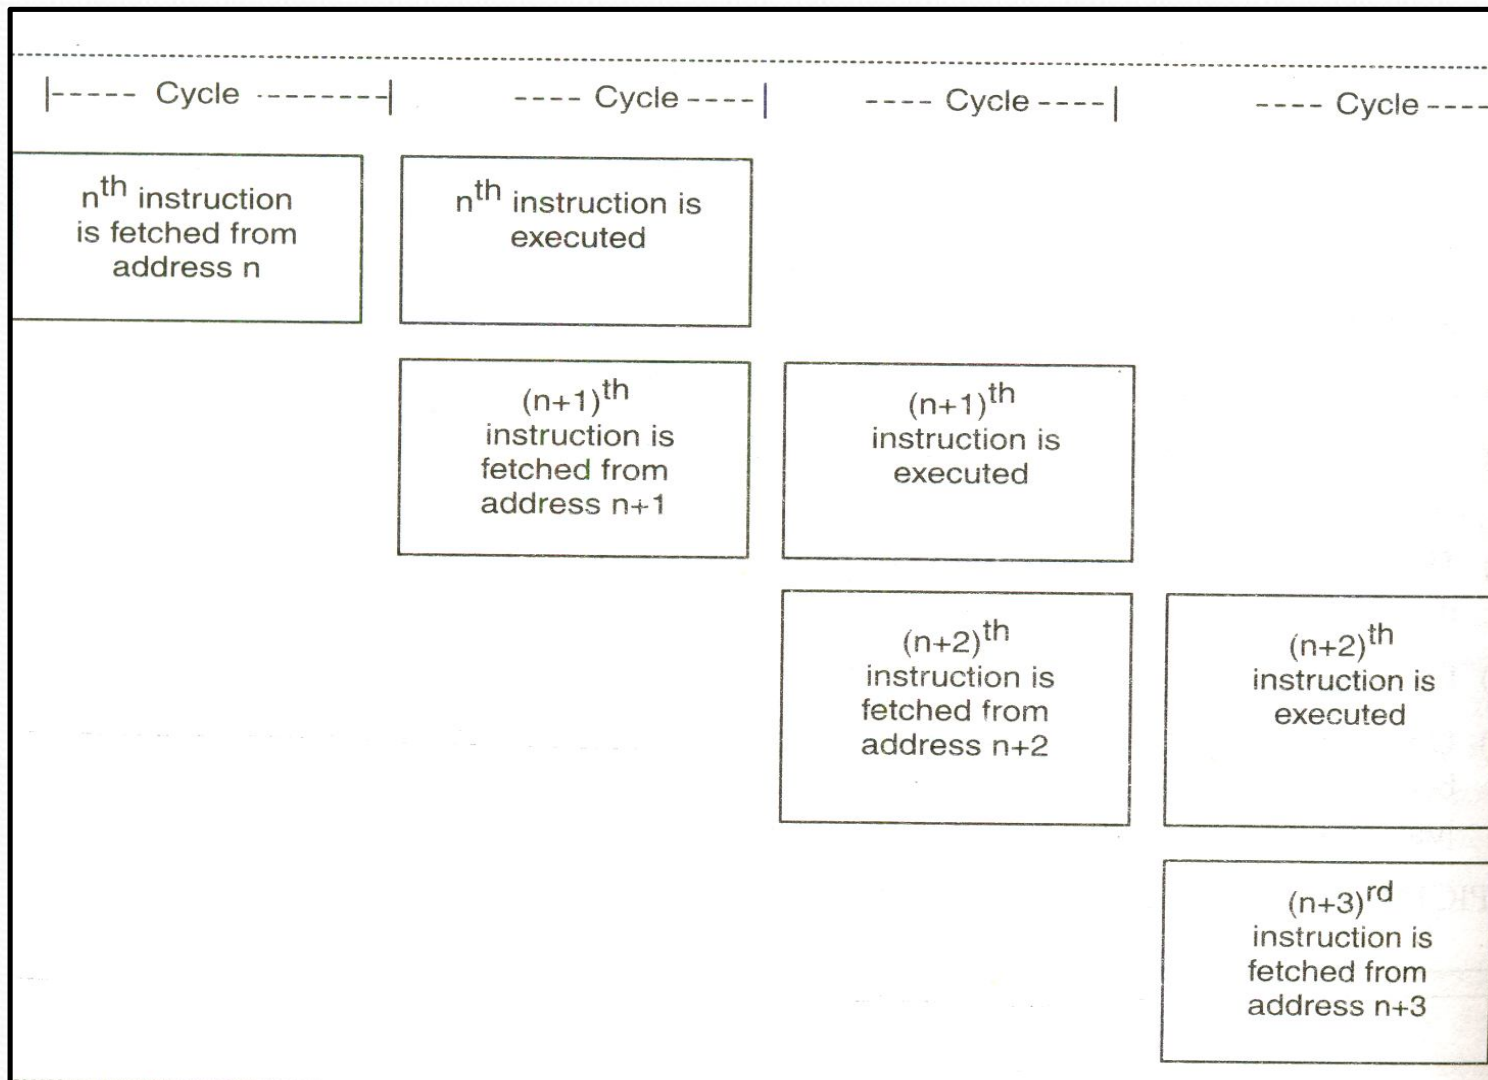 |----- Cycle --------| ---- Cycle ----| ---- Cycle ----| ---- Cycle ----
nth instruction
is fetched from
address n
nth instruction is
executed
(n+1)th
instruction is
fetched from
address n+1
(n+1)th
instruction is
executed
(n+2)th
instruction is
fetched from
address n+2
(n+2)th
instruction is
executed
(n+3)rd
instruction is
fetched from
address n+3